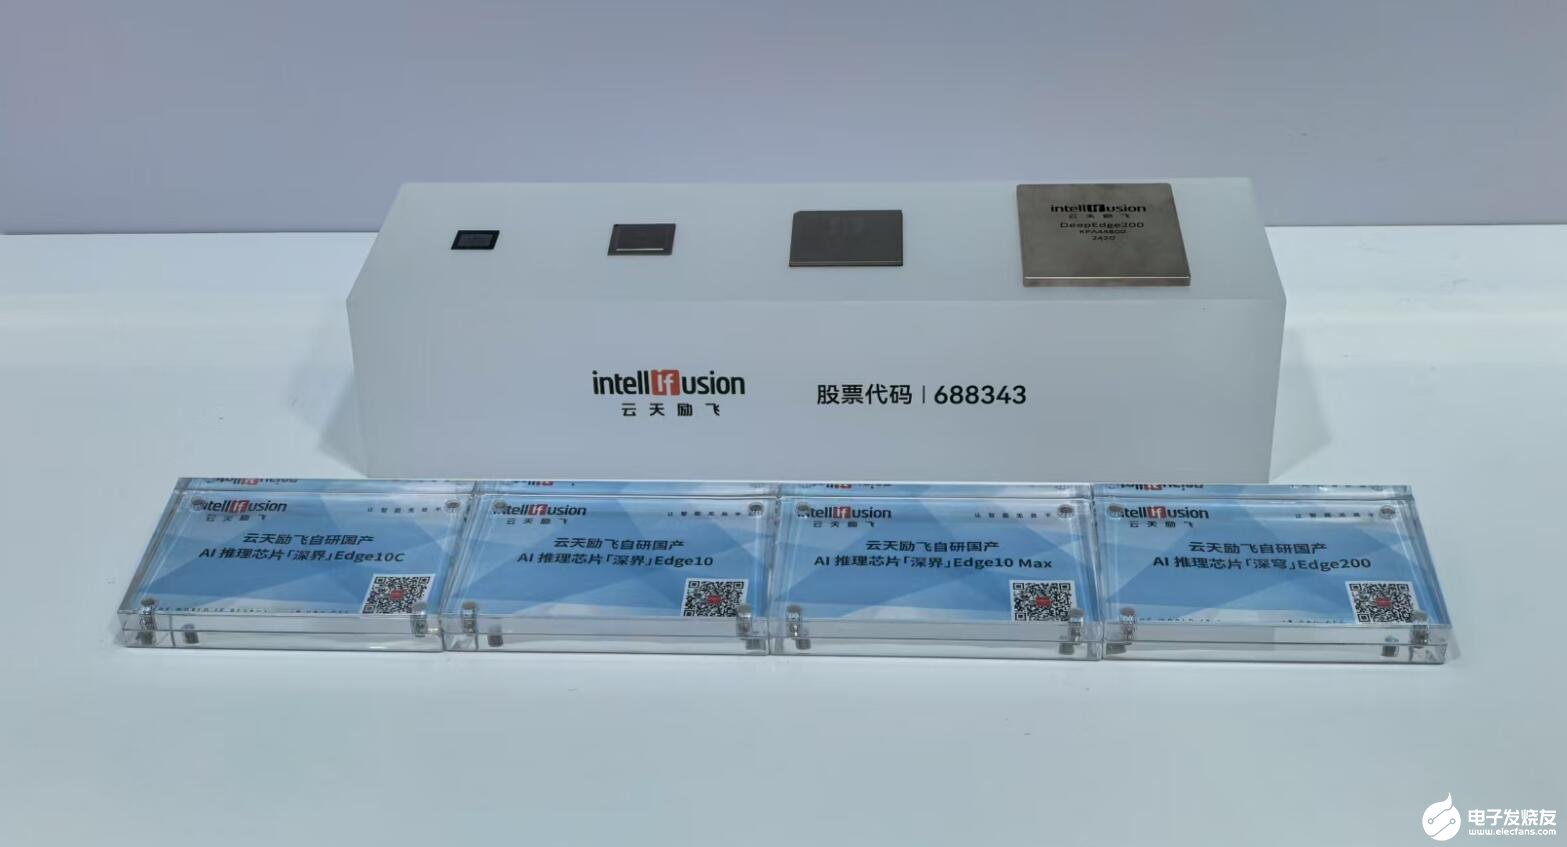 intellifusion
云天励飞
DeepEdge200
2420
intellifusion
云天励飞
股票代码 | 688343
intellifusion
云天励飞
云天励飞自研国产
AI 推理芯片「深界」Edge10C
intellifusion
云天励飞
云天励飞自研国产
AI 推理芯片「深界」Edge10
intellifusion
云天励飞
云天励飞自研国产
AI 推理芯片「深界」Edge10 Max
intellifusion
云天励飞
云天励飞自研国产
AI 推理芯片「深穹」Edge200
电子发烧友
www.elecfans.com